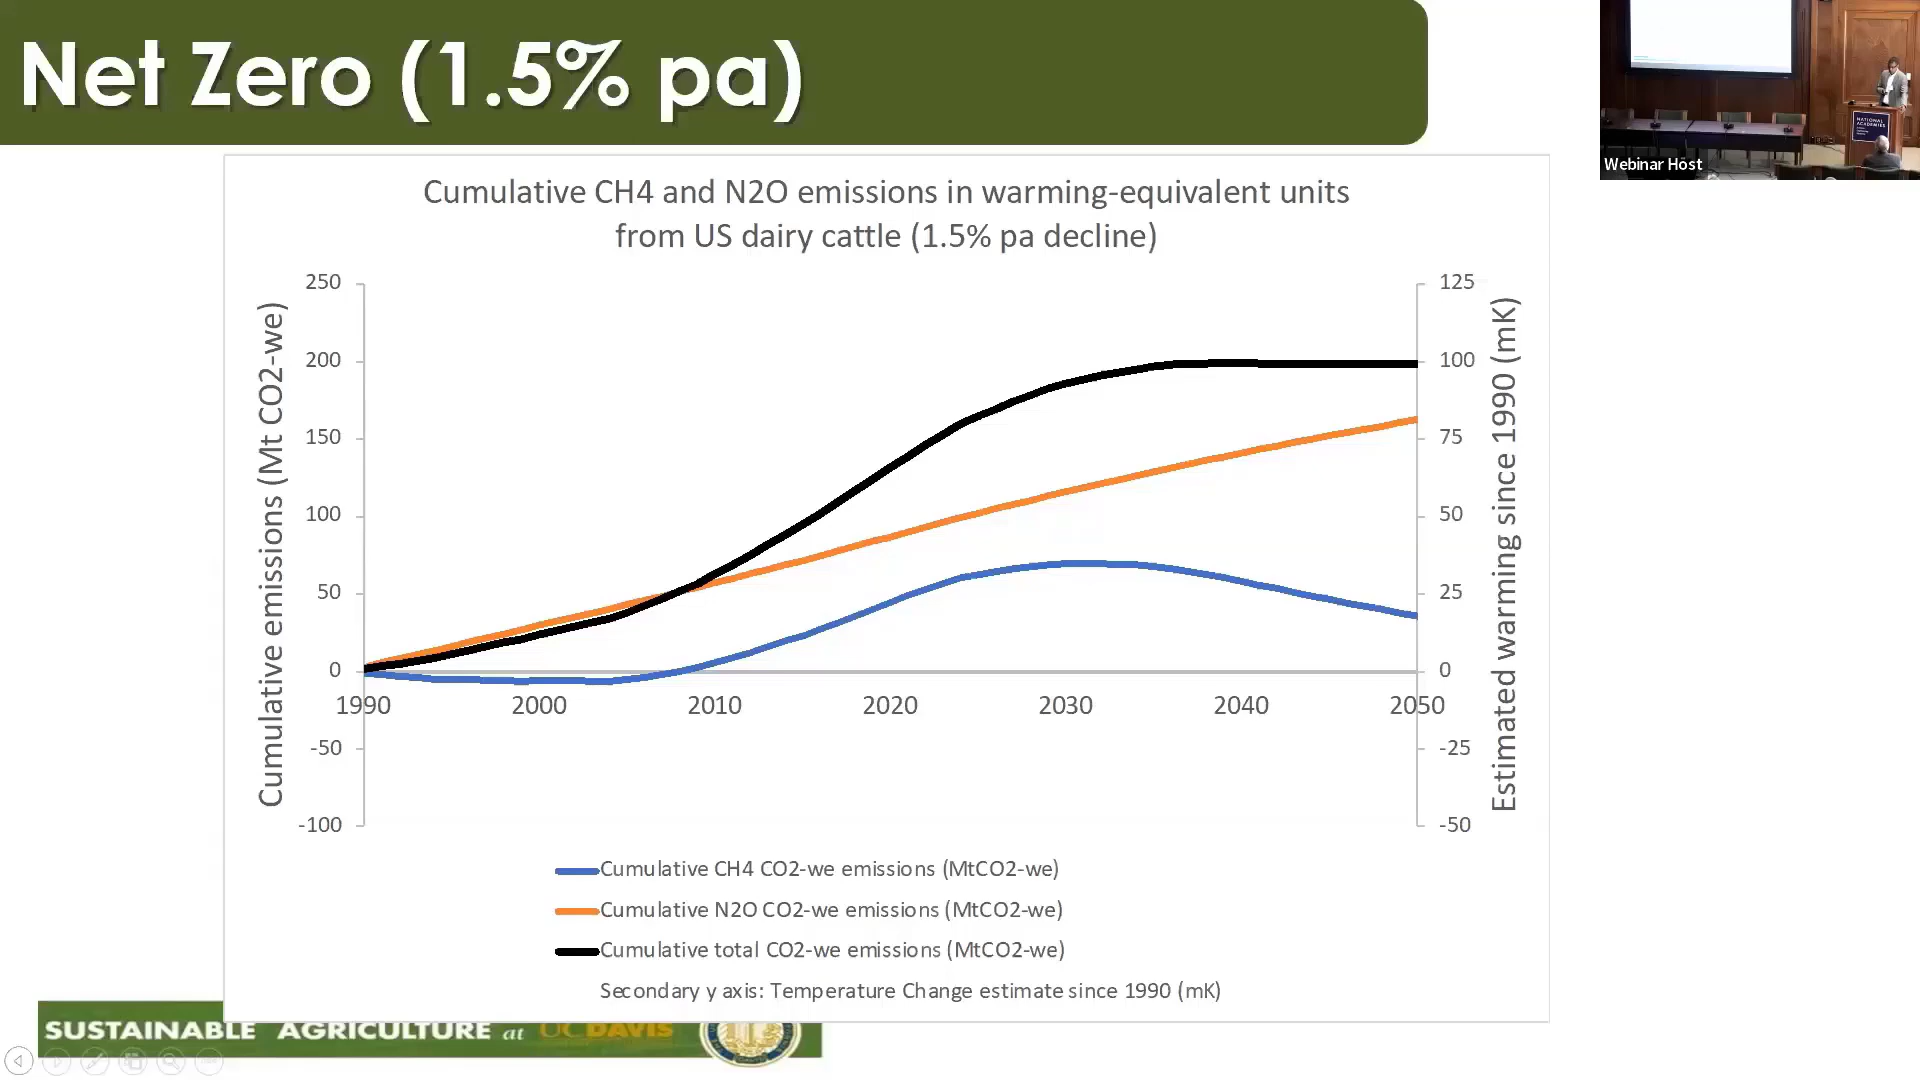 Net Zero (1.5% pa)
Cumulative CH4 and N2O emissions in warming-equivalent units
from US dairy cattle (1.5% pa decline)
Cumulative emissions (Mt CO2-we)
250
200
150
100
50
0
-50
-100
1990
2000
2010
2020
2030
2040
2050
125
100
75
50
25
0
-25
-50
Estimated warming since 1990 (mK)
Cumulative CH4 CO2-we emissions (MtCO2-we)
Cumulative N2O CO2-we emissions (MtCO2-we)
Cumulative total CO2-we emissions (MtCO2-we)
Secondary y axis: Temperature Change estimate since 1990 (mK)
SUSTAINABLE AGRICULTURE at UC DAVIS
NATIONAL
ACADEMIES
Webinar Host